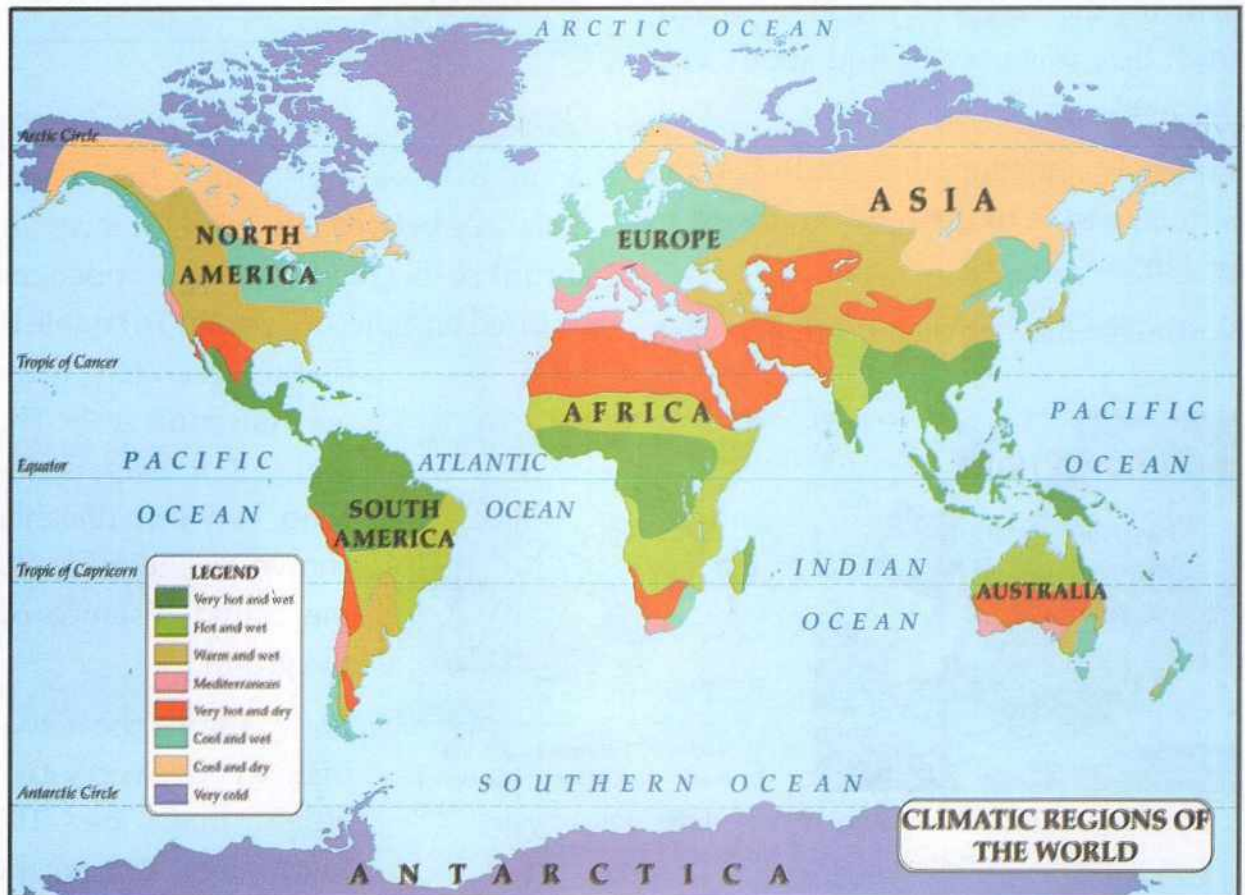 ARCTIC OCEAN
Arctic Circle
ASIA
NORTH
AMERICA
EUROPE
Tropic of Cancer
AFRICA
PACIFIC
OCEAN
Equator
PACIFIC
OCEAN
ATLANTIC
OCEAN
SOUTH
AMERICA
Tropic of Capricorn
INDIAN
OCEAN
AUSTRALIA
LEGEND
Very hot and wet
Hot and wet
Warm and wet
Mediterranean
Very hot and dry
Cool and wet
Cool and dry
Very cold
Antarctic Circle
SOUTHERN OCEAN
CLIMATIC REGIONS OF
THE WORLD
ANTARCTICA